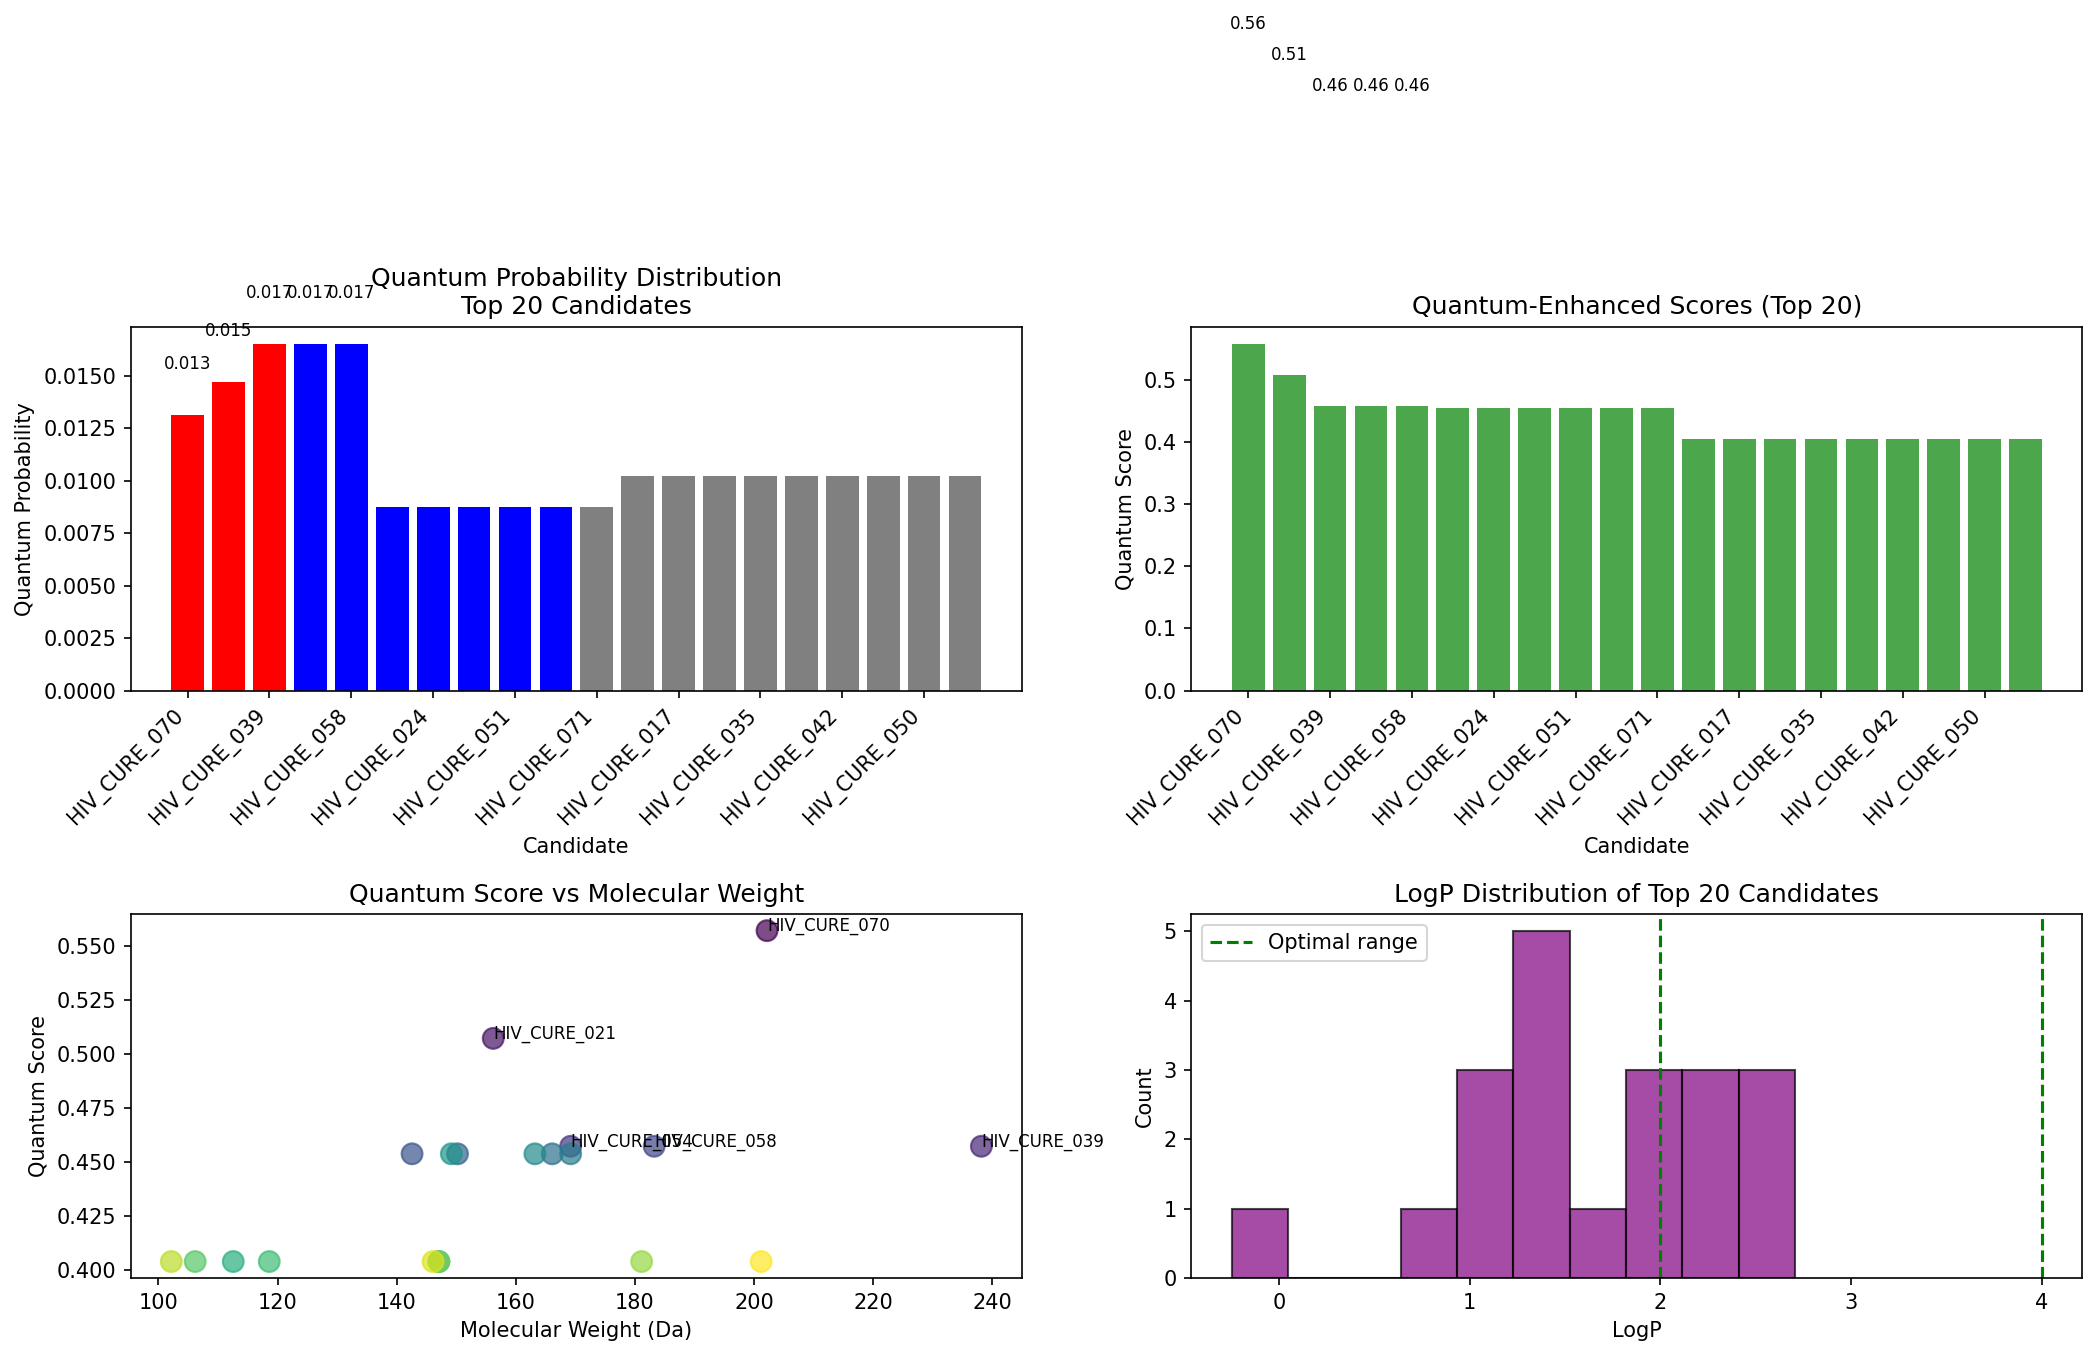 0.56
0.51
0.46 0.46 0.46
Quantum Probability Distribution
Top 20 Candidates
0.013
0.015
0.017
0.017
0.017
0.0150
0.0125
0.0100
0.0075
0.0050
0.0025
0.0000
Quantum Probability
HIV_CURE_070
HIV_CURE_039
HIV_CURE_058
HIV_CURE_024
HIV_CURE_051
HIV_CURE_071
HIV_CURE_017
HIV_CURE_035
HIV_CURE_042
HIV_CURE_050
Candidate
Quantum-Enhanced Scores (Top 20)
0.5
0.4
0.3
0.2
0.1
0.0
Quantum Score
HIV_CURE_070
HIV_CURE_039
HIV_CURE_058
HIV_CURE_024
HIV_CURE_051
HIV_CURE_071
HIV_CURE_017
HIV_CURE_035
HIV_CURE_042
HIV_CURE_050
Candidate
Quantum Score vs Molecular Weight
0.550
0.525
0.500
0.475
0.450
0.425
0.400
Quantum Score
HIV_CURE_070
HIV_CURE_021
HIV_CURE_054
HIV_CURE_058
HIV_CURE_039
100 120 140 160 180 200 220 240
Molecular Weight (Da)
LogP Distribution of Top 20 Candidates
Optimal range
5
4
3
2
1
0
Count
0 1 2 3 4
LogP